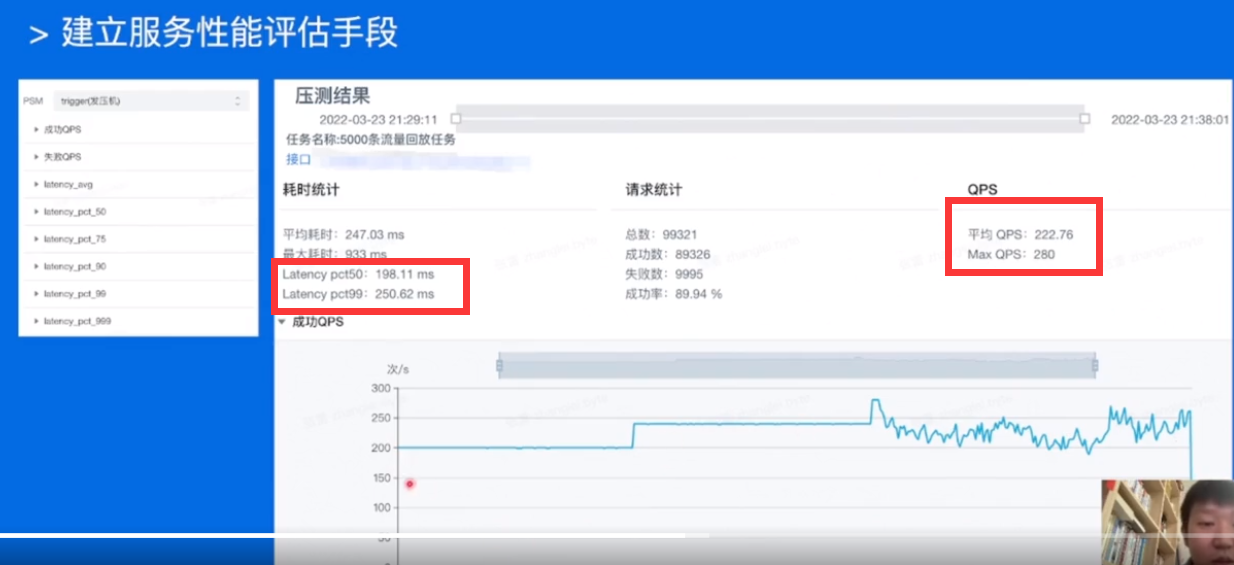 > 建立服务性能评估手段
PSM trigger(发压机)
成功QPS
失败QPS
latency_avg
latency_pct_50
latency_pct_75
latency_pct_90
latency_pct_99
latency_pct_999
压测结果
2022-03-23 21:29:11 2022-03-23 21:38:01
任务名称:5000条流量回放任务
接口
耗时统计
平均耗时: 247.03 ms
最大耗时: 933 ms
Latency pct50: 198.11 ms
Latency pct99: 250.62 ms
请求统计
总数: 99321
成功数: 89326
失败数: 9995
成功率: 89.94 %
QPS
平均 QPS: 222.76
Max QPS: 280
成功QPS
次/s
300
250
200
150
100
50